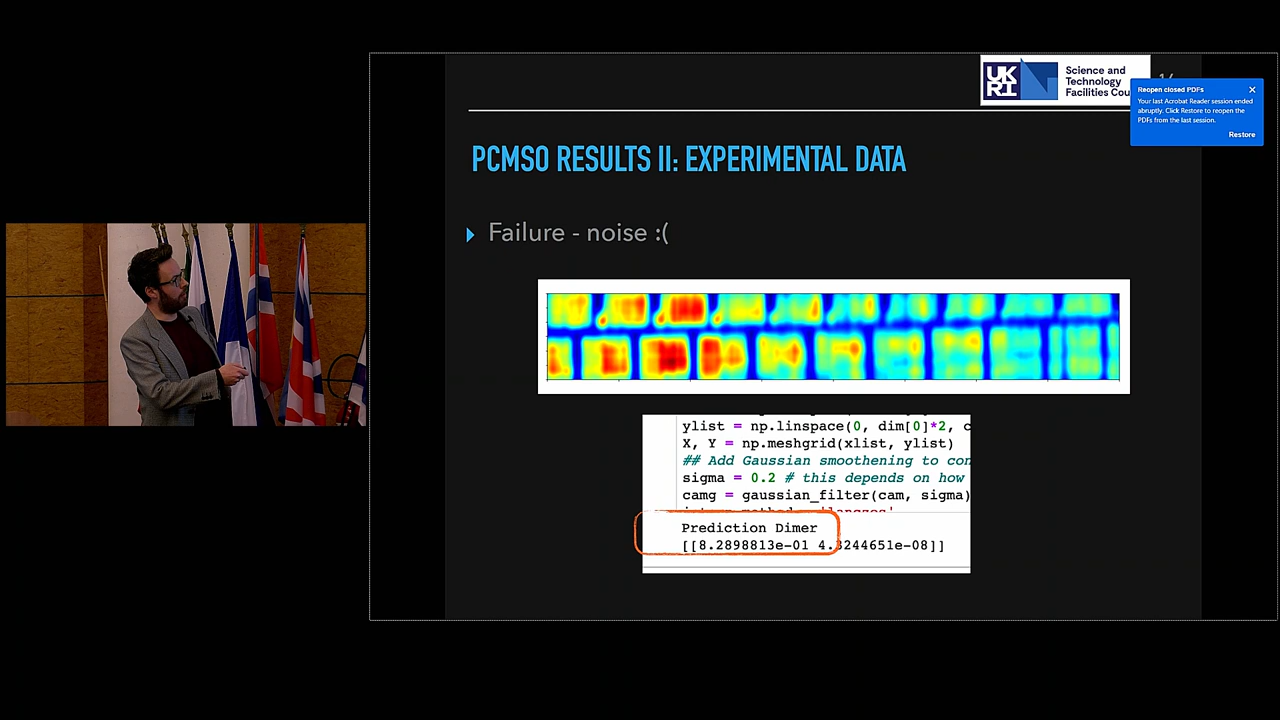 UK
RI
Science and
Technology
Facilities Cou
Reopen closed PDFs
Your last Acrobat Reader session ended
abruptly. Click Restore to reopen the
PDFs from the last session.
Restore
PCMSO RESULTS II: EXPERIMENTAL DATA
Failure - noise :(
ylist = np.linspace(0, dim[0]*2, c
X, Y = np.meshgrid(xlist, ylist)
## Add Gaussian smoothening to con
sigma = 0.2 # this depends on how
camg = gaussian_filter(cam, sigma)
Prediction Dimer
[[8.2898813e-01 4.3244651e-08]]